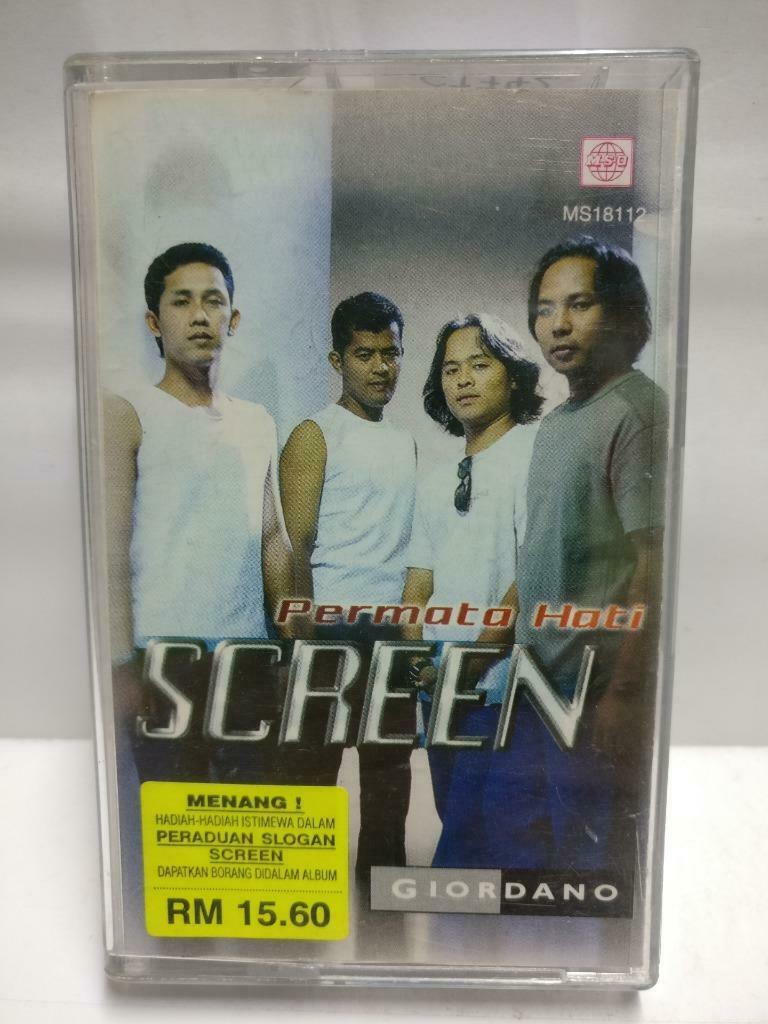 MSO
MS18112
Permata Hati
SCREEN
MENANG !
HADIAH-HADIAH ISTIMEWA DALAM
PERADUAN SLOGAN
SCREEN
DAPATKAN BORANG DIDALAM ALBUM
RM 15.60
GIORDANO